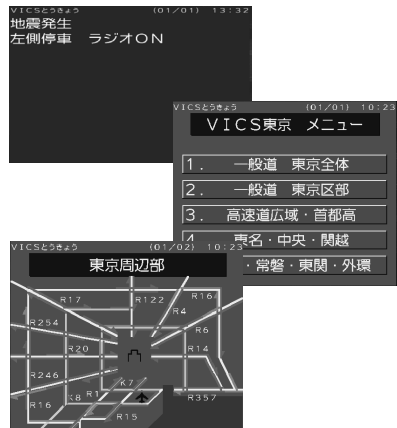 VICSとうきょう (01/01) 13:32
地震発生
左側停車 ラジオON
VICSとうきょう (01/01) 10:23
VICS東京 メニュー
1. 一般道 東京全体
2. 一般道 東京区部
3. 高速道広域・首都高
4 東名・中央・関越
・常磐・東関・外環
VICSとうきょう (01/02) 10:23
東京周辺部
R17 R122 R16
R4
R254 R6
R20 R14
R246 K7
R16 K8 R1 R357
R15